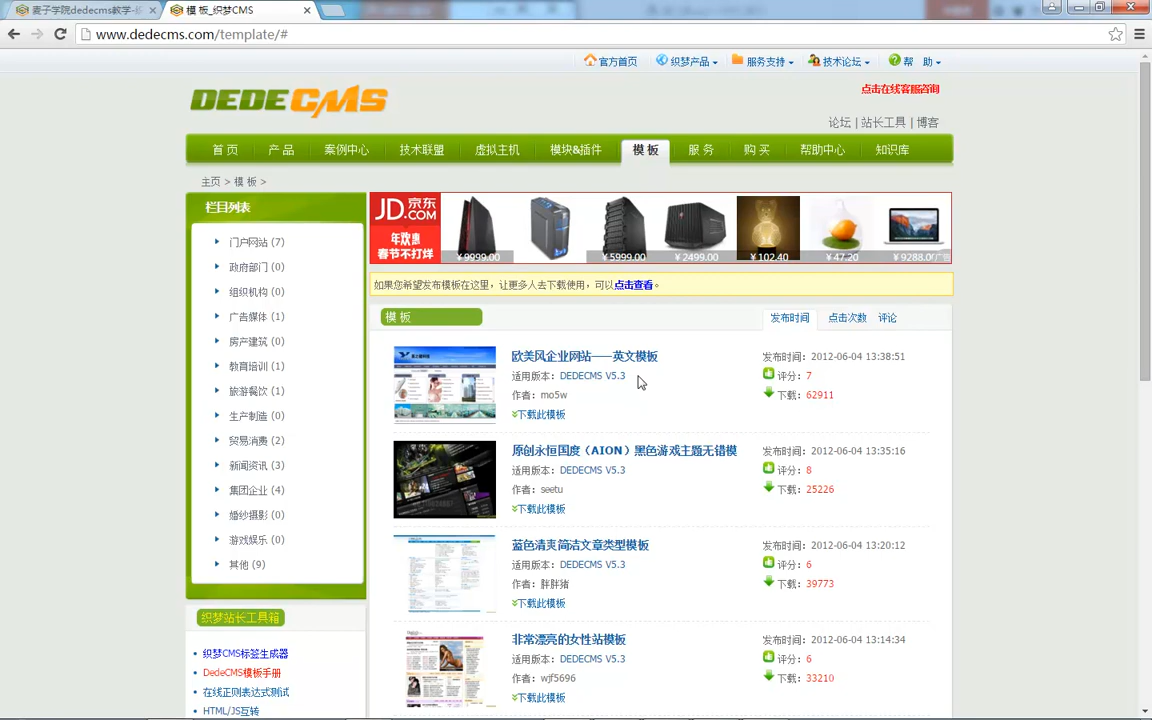 麦子学院dedecms教学-
模 板_织梦CMS
www.dedecms.com/template/#
官方首页 织梦产品 服务支持 技术论坛 帮 助
DEDECMS
点击在线客服咨询
论坛 | 站长工具 | 博客
首 页 产 品 案例中心 技术联盟 虚拟主机 模块&插件 模 板 服 务 购 买 帮助中心 知识库
主页 > 模 板 >
栏目列表
门户网站 (7)
政府部门 (0)
组织机构 (0)
广告媒体 (1)
房产建筑 (0)
教育培训 (1)
旅游餐饮 (1)
生产制造 (0)
贸易消费 (2)
新闻资讯 (3)
集团企业 (4)
婚纱摄影 (0)
游戏娱乐 (0)
其他 (9)
织梦站长工具箱
织梦CMS标签生成器
DedeCMS模板手册
在线正则表达式测试
HTML/JS互转
JD 京东
.COM
年欢惠
春节不打烊
¥9999.00 ¥5999.00 ¥2499.00 ¥102.40 ¥47.20 ¥9288.0
如果您希望发布模板在这里，让更多人去下载使用，可以点击查看。
模 板
发布时间 点击次数 评论
欧美风企业网站——英文模板
适用版本：DEDECMS V5.3
作者：mo5w
下载此模板
发布时间：2012-06-04 13:38:51
评分：7
下载：62911
原创永恒国度（AION）黑色游戏主题无错模
适用版本：DEDECMS V5.3
作者：seetu
下载此模板
发布时间：2012-06-04 13:35:16
评分：8
下载：25226
蓝色清爽简洁文章类型模板
适用版本：DEDECMS V5.3
作者：胖胖猪
下载此模板
发布时间：2012-06-04 13:20:12
评分：6
下载：39773
非常漂亮的女性站模板
适用版本：DEDECMS V5.3
作者：wjf5696
下载此模板
发布时间：2012-06-04 13:14:34
评分：6
下载：33210